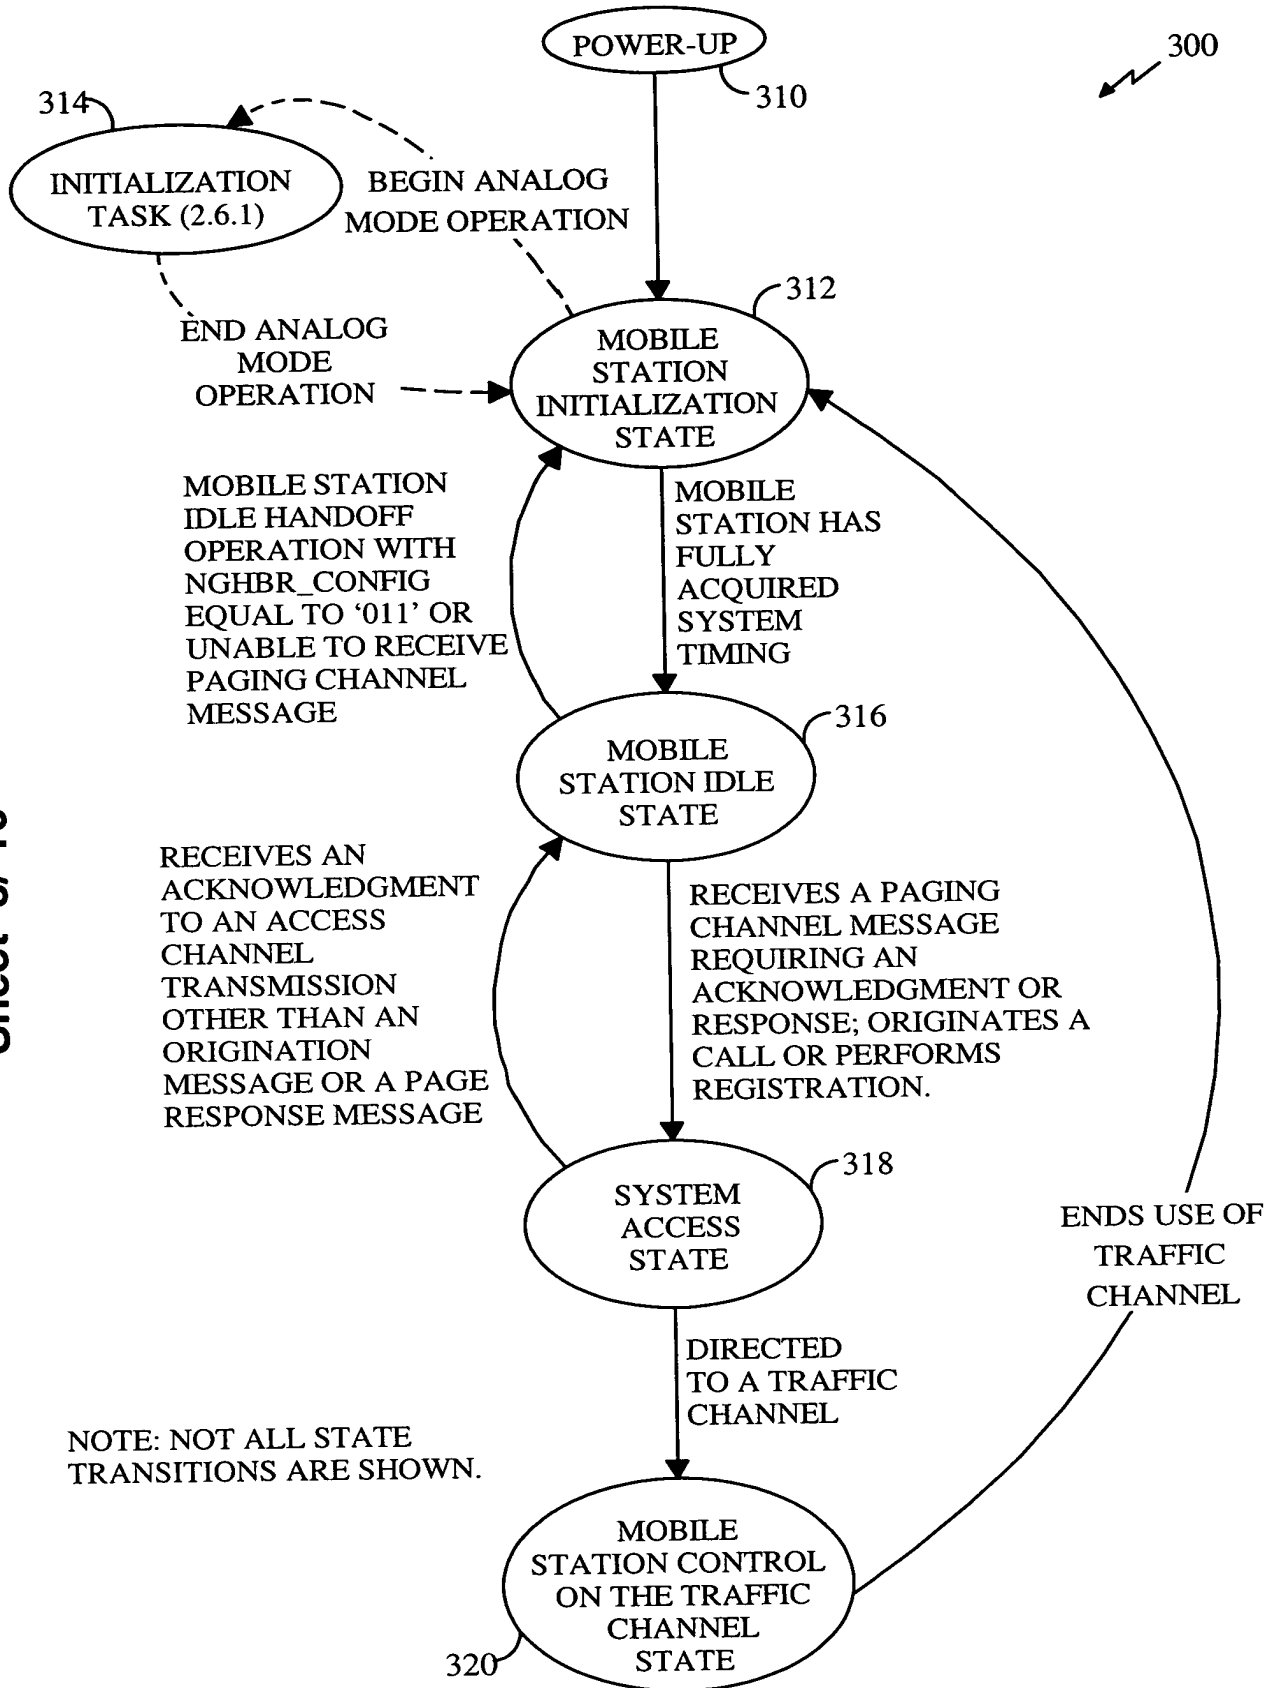 POWER-UP
310
300
314
INITIALIZATION
TASK (2.6.1)
BEGIN ANALOG
MODE OPERATION
END ANALOG
MODE
OPERATION
312
MOBILE
STATION
INITIALIZATION
STATE
MOBILE STATION
IDLE HANDOFF
OPERATION WITH
NGHBR_CONFIG
EQUAL TO ‘011’ OR
UNABLE TO RECEIVE
PAGING CHANNEL
MESSAGE
MOBILE
STATION HAS
FULLY
ACQUIRED
SYSTEM
TIMING
316
MOBILE
STATION IDLE
STATE
RECEIVES AN
ACKNOWLEDGMENT
TO AN ACCESS
CHANNEL
TRANSMISSION
OTHER THAN AN
ORIGINATION
MESSAGE OR A PAGE
RESPONSE MESSAGE
RECEIVES A PAGING
CHANNEL MESSAGE
REQUIRING AN
ACKNOWLEDGMENT OR
RESPONSE; ORIGINATES A
CALL OR PERFORMS
REGISTRATION.
318
SYSTEM
ACCESS
STATE
ENDS USE OF
TRAFFIC
CHANNEL
DIRECTED
TO A TRAFFIC
CHANNEL
NOTE: NOT ALL STATE
TRANSITIONS ARE SHOWN.
MOBILE
STATION CONTROL
ON THE TRAFFIC
CHANNEL
STATE
320